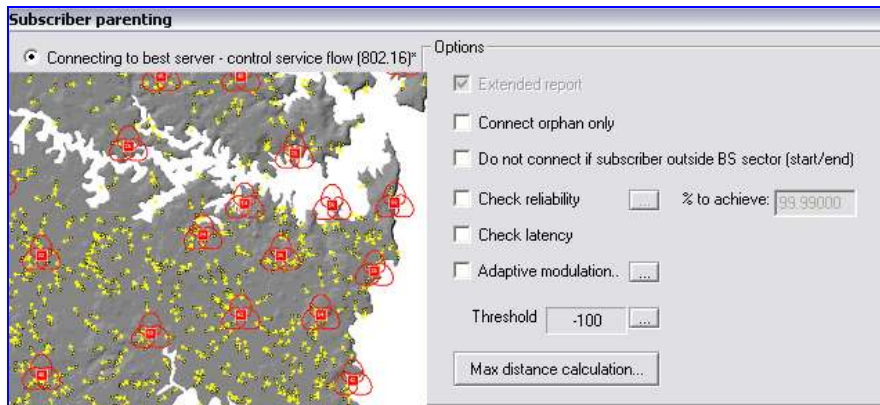 Subscriber parenting
Connecting to best server - control service flow (802.16)*
Options
Extended report
Connect orphan only
Do not connect if subscriber outside BS sector (start/end)
Check reliability ... % to achieve: 99.99000
Check latency
Adaptive modulation.. ...
Threshold -100 ...
Max distance calculation...